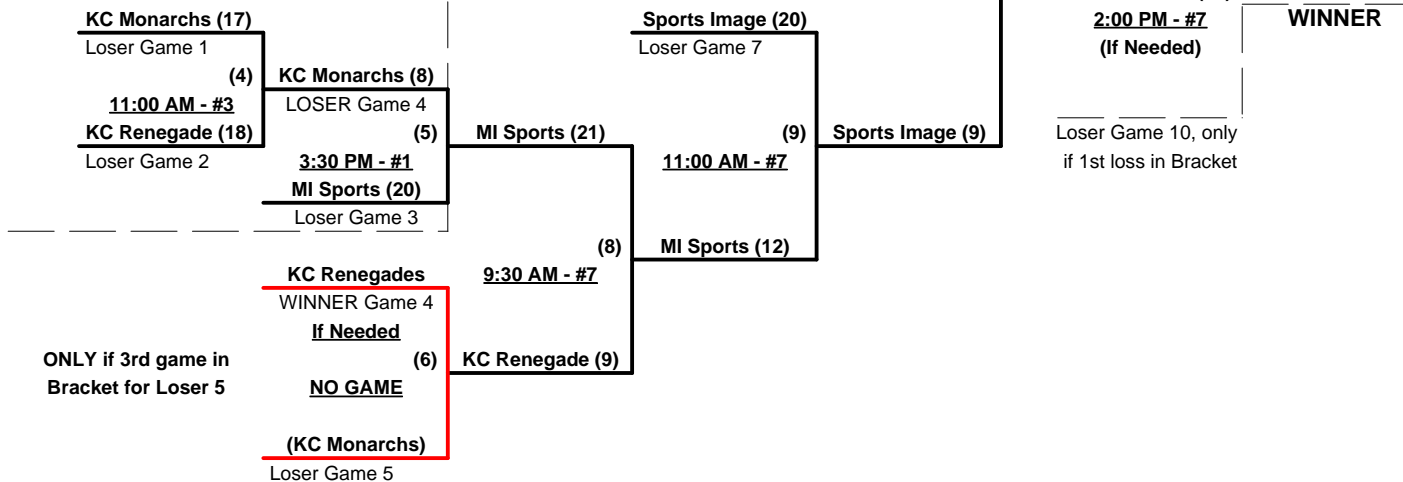 KC Monarchs (17)
Loser Game 1
(4)
11:00 AM - #3
KC Renegade (18)
Loser Game 2
KC Monarchs (8)
LOSER Game 4
(5)
3:30 PM - #1
MI Sports (20)
Loser Game 3
KC Renegades
WINNER Game 4
If Needed
(6)
NO GAME
(KC Monarchs)
Loser Game 5
ONLY if 3rd game in
Bracket for Loser 5
MI Sports (21)
(8)
9:30 AM - #7
KC Renegade (9)
Sports Image (20)
Loser Game 7
(9)
11:00 AM - #7
MI Sports (12)
Sports Image (9)
2:00 PM - #7
(If Needed)
WINNER
Loser Game 10, only
if 1st loss in Bracket